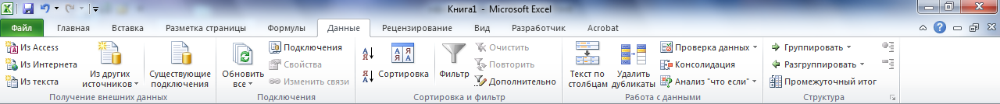 Книга1 - Microsoft Excel
Файл Главная Вставка Разметка страницы Формулы Данные Рецензирование Вид Разработчик Acrobat
Из Access
Из Интернета
Из текста
Из других источников
Существующие подключения
Получение внешних данных
Обновить все
Подключения
Свойства
Изменить связи
Подключения
А Я
Я А
А Я Я А
Сортировка
Фильтр
Очистить
Повторить
Дополнительно
Сортировка и фильтр
Текст по столбцам
Удалить дубликаты
Проверка данных
Консолидация
Анализ "что если"
Работа с данными
Группировать
Разгруппировать
Промежуточный итог
Структура